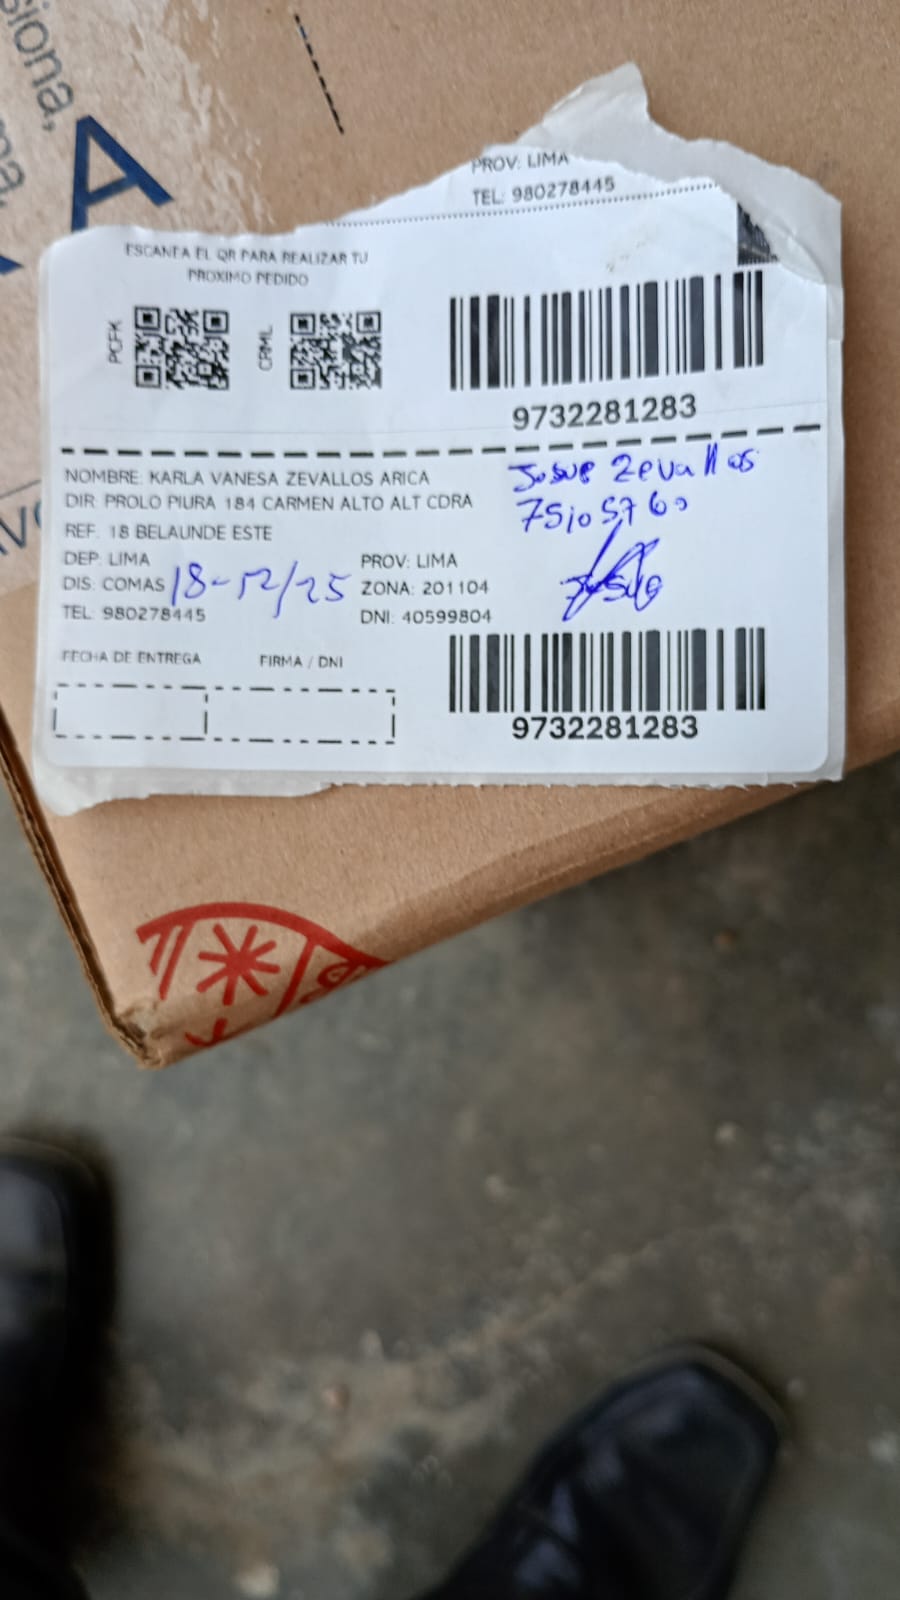 siona,
A
PROV: LIMA
TEL: 980278445
ESCANEA EL QR PARA REALIZAR TU
PROXIMO PEDIDO
PCFK
CRML
9732281283
NOMBRE: KARLA VANESA ZEVALLOS ARICA
DIR: PROLO PIURA 184 CARMEN ALTO ALT CDRA
REF: 18 BELAUNDE ESTE
DEP: LIMA
PROV: LIMA
DIS: COMAS
18-12/25
ZONA: 201104
TEL: 980278445
DNI: 40599804
Josue Zevallos
75105760
FECHA DE ENTREGA
FIRMA / DNI
9732281283